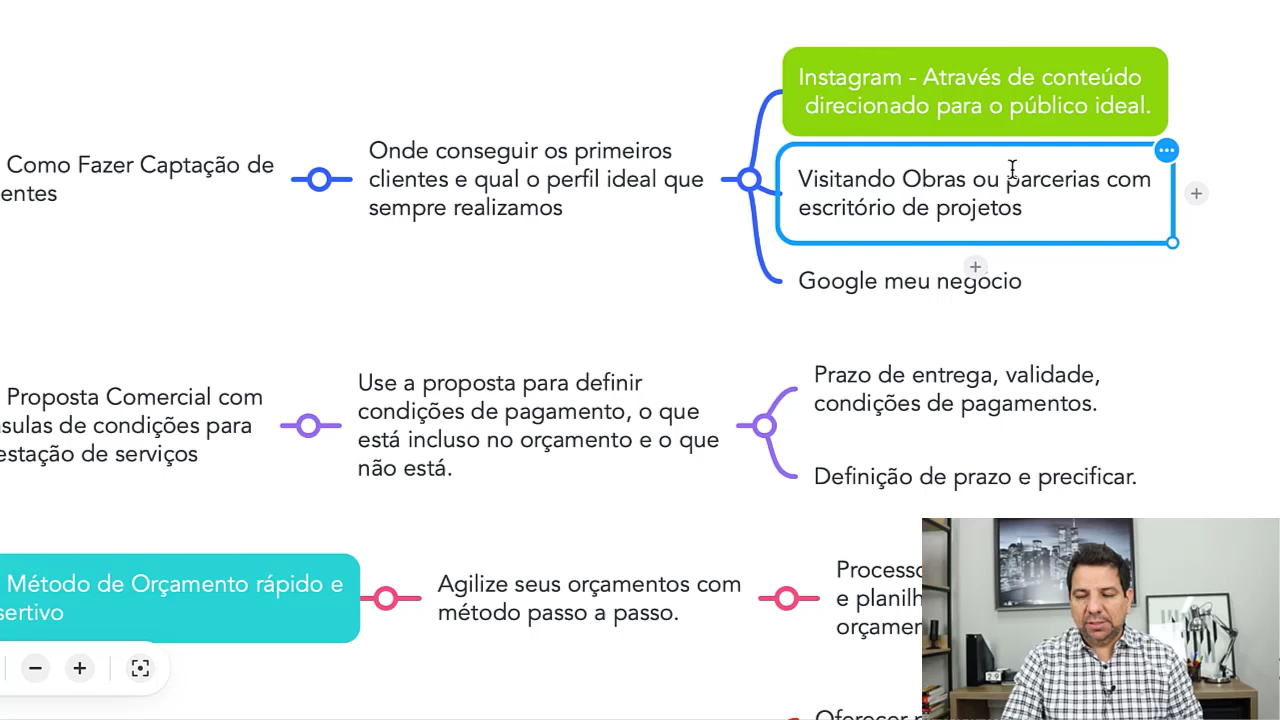 Instagram - Através de conteúdo
direcionado para o público ideal.
Como Fazer Captação de
entes
Onde conseguir os primeiros
clientes e qual o perfil ideal que
sempre realizamos
Visitando Obras ou parcerias com
escritório de projetos
Google meu negócio
Proposta Comercial com
sulas de condições para
estação de serviços
Use a proposta para definir
condições de pagamento, o que
está incluso no orçamento e o que
não está.
Prazo de entrega, validade,
condições de pagamentos.
Definição de prazo e precificar.
Método de Orçamento rápido e
sertivo
Agilize seus orçamentos com
método passo a passo.
Processo
e planilh
orçamen
Oferecer